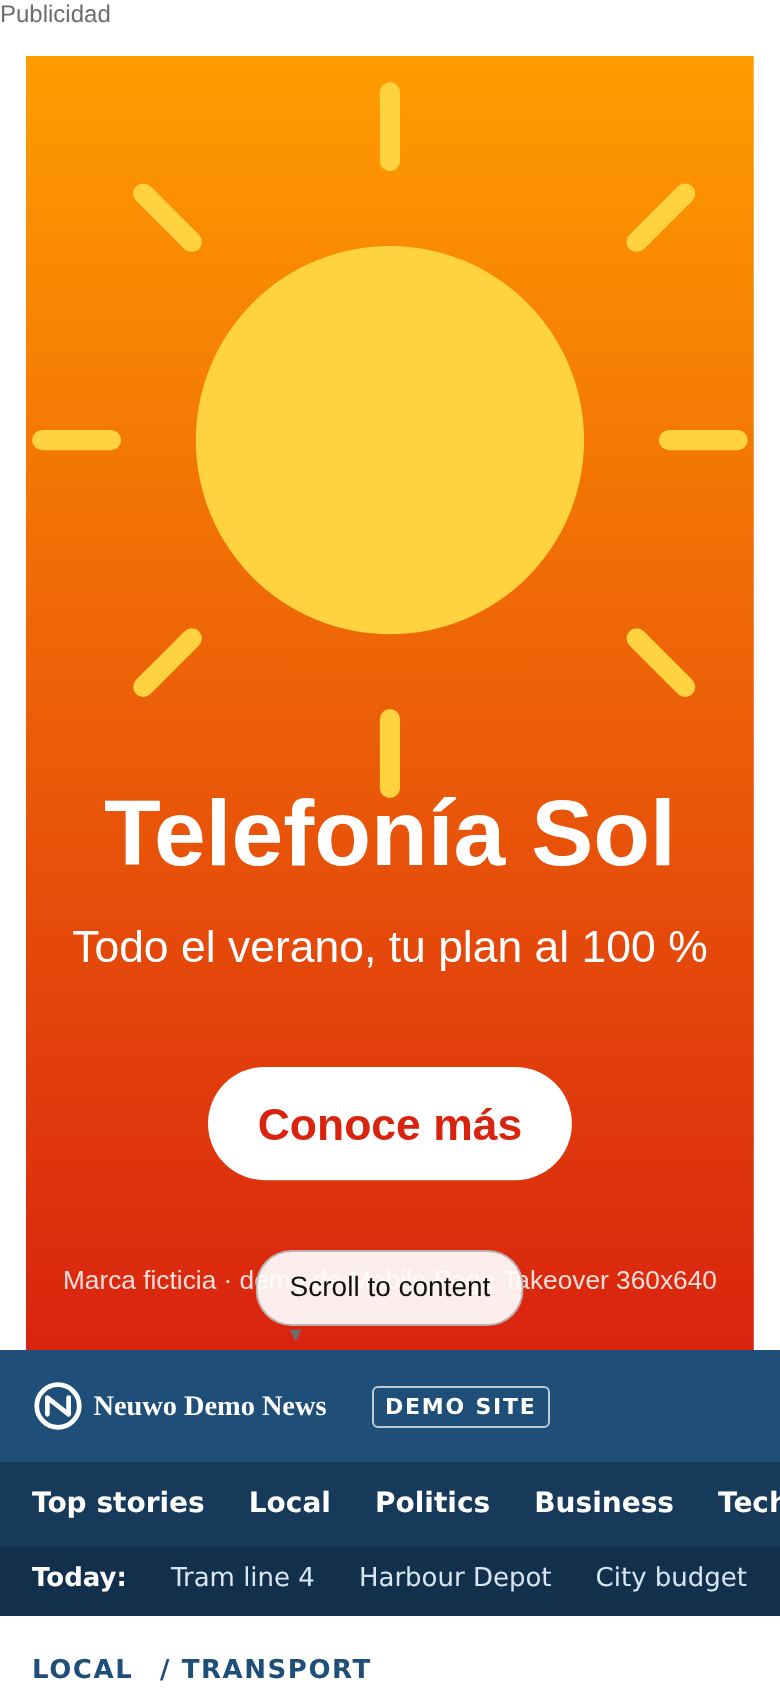 Publicidad
Telefonía Sol
Todo el verano, tu plan al 100 %
Conoce más
Marca ficticia · Takeover 360x640
Scroll to content
Neuwo Demo News
DEMO SITE
Top stories Local Politics Business
Today: Tram line 4 Harbour Depot City budget
LOCAL / TRANSPORT